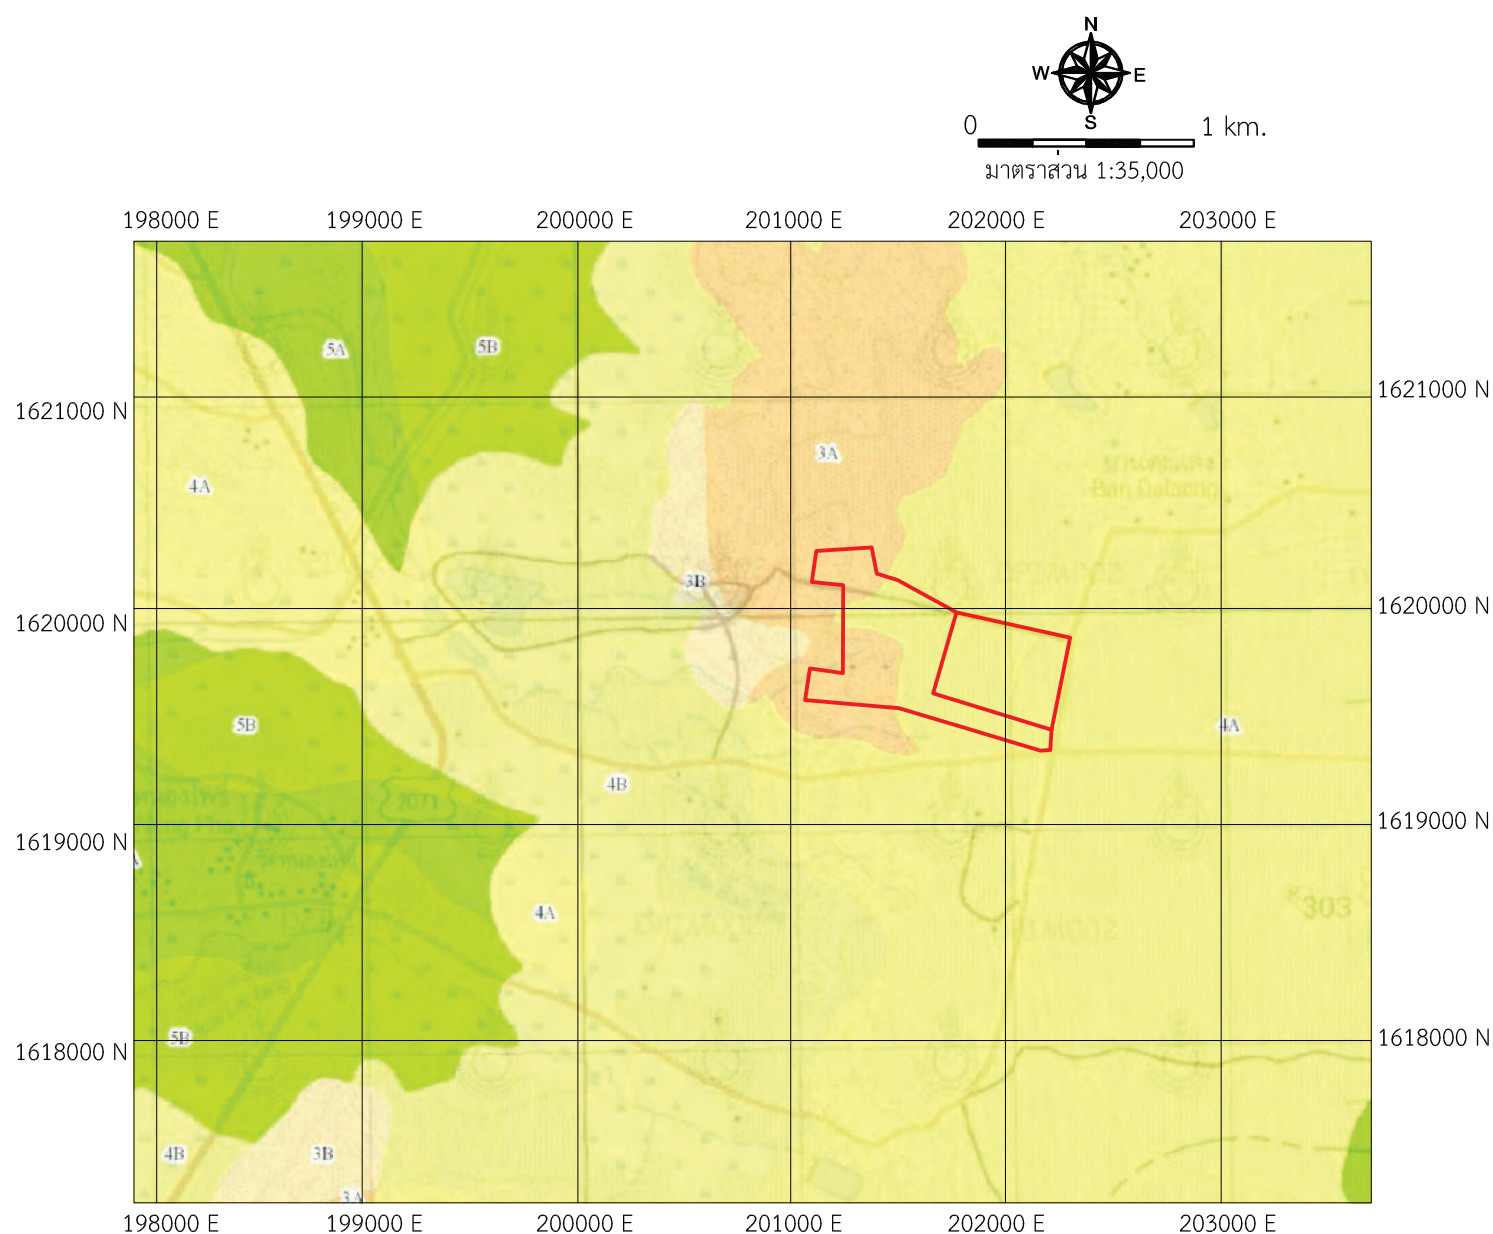 N
W E
S
0 1 km.
มาตราส่วน 1:35,000
198000 E 199000 E 200000 E 201000 E 202000 E 203000 E
5A
5B
1621000 N
1621000 N
3A
4A
Ban Dalaeng
3B
1620000 N
1620000 N
5B
4A
4B
2071
1619000 N
1619000 N
4A
303
5B
1618000 N
1618000 N
4B
3B
3A
198000 E 199000 E 200000 E 201000 E 202000 E 203000 E